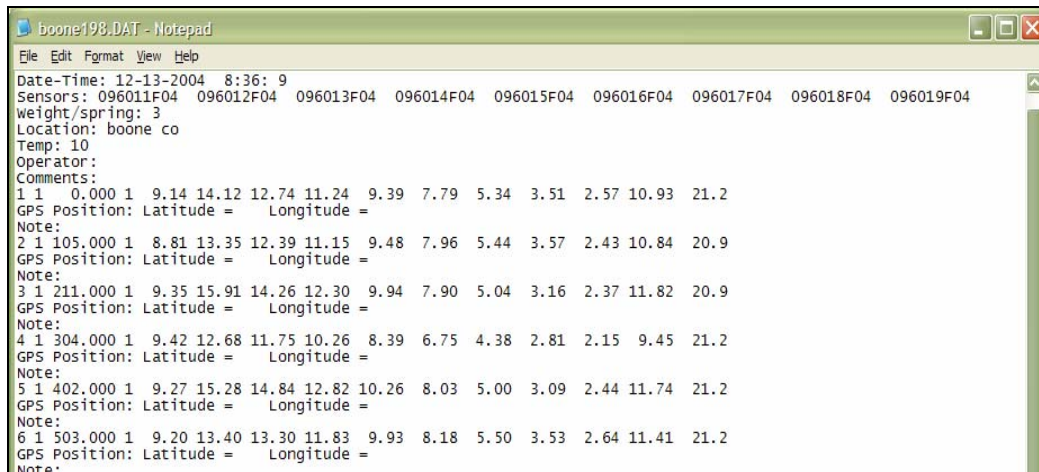 boone198.DAT - Notepad
File Edit Format View Help
Date-Time: 12-13-2004 8:36: 9
Sensors: 096011F04 096012F04 096013F04 096014F04 096015F04 096016F04 096017F04 096018F04 096019F04
Weight/spring: 3
Location: boone co
Temp: 10
Operator:
Comments:
1 1 0.000 1 9.14 14.12 12.74 11.24 9.39 7.79 5.34 3.51 2.57 10.93 21.2
GPS Position: Latitude = Longitude =
Note:
2 1 105.000 1 8.81 13.35 12.39 11.15 9.48 7.96 5.44 3.57 2.43 10.84 20.9
GPS Position: Latitude = Longitude =
Note:
3 1 211.000 1 9.35 15.91 14.26 12.30 9.94 7.90 5.04 3.16 2.37 11.82 20.9
GPS Position: Latitude = Longitude =
Note:
4 1 304.000 1 9.42 12.68 11.75 10.26 8.39 6.75 4.38 2.81 2.15 9.45 21.2
GPS Position: Latitude = Longitude =
Note:
5 1 402.000 1 9.27 15.28 14.84 12.82 10.26 8.03 5.00 3.09 2.44 11.74 21.2
GPS Position: Latitude = Longitude =
Note:
6 1 503.000 1 9.20 13.40 13.30 11.83 9.93 8.18 5.50 3.53 2.64 11.41 21.2
GPS Position: Latitude = Longitude =
Note: